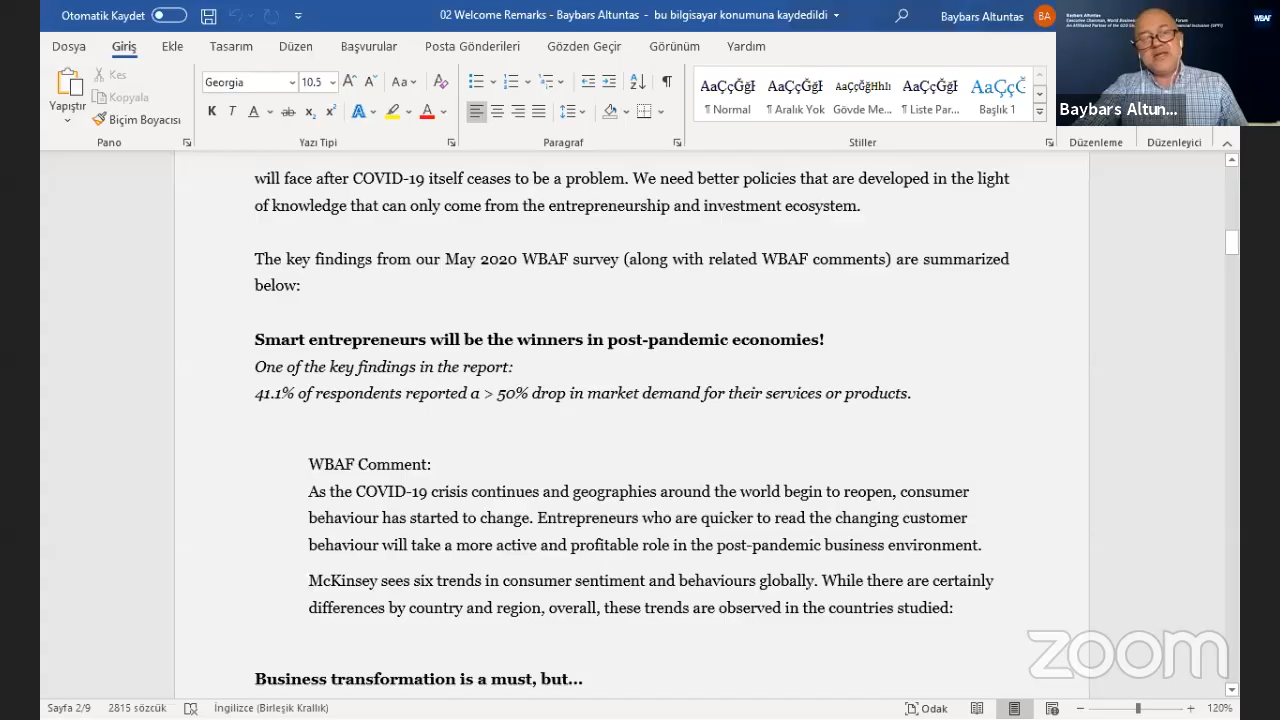 Otomatik Kaydet
02 Welcome Remarks - Baybars Altuntas - bu bilgisayar konumuna kaydedildi
Baybars Altuntas
BA
Baybars Altuntas
WBAF
Dosya Giriş Ekle Tasarım Düzen Başvurular Posta Gönderileri Gözden Geçir Görünüm Yardım
Yapıştır
Kes
Kopyala
Biçim Boyacısı
Georgia 10.5
AaÇçĞğI AaÇçĞğI AaÇçĞğHhIı AaÇçĞğI AaÇçĞ
¶ Normal ¶ Aralık Yok Gövde Me... ¶ Liste Par... Başlık 1
Pano Yazı Tipi Paragraf Stiller Düzenleme Düzenleyici
Baybars Altun...
will face after COVID-19 itself ceases to be a problem. We need better policies that are developed in the light
of knowledge that can only come from the entrepreneurship and investment ecosystem.
The key findings from our May 2020 WBAF survey (along with related WBAF comments) are summarized
below:
Smart entrepreneurs will be the winners in post-pandemic economies!
One of the key findings in the report:
41.1% of respondents reported a > 50% drop in market demand for their services or products.
WBAF Comment:
As the COVID-19 crisis continues and geographies around the world begin to reopen, consumer
behaviour has started to change. Entrepreneurs who are quicker to read the changing customer
behaviour will take a more active and profitable role in the post-pandemic business environment.
McKinsey sees six trends in consumer sentiment and behaviours globally. While there are certainly
differences by country and region, overall, these trends are observed in the countries studied:
Business transformation is a must, but...
zoom
Sayfa 2/9 2815 sözcük İngilizce (Birleşik Krallık) Odak 120%